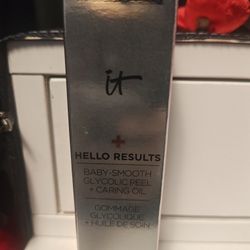 it
+
HELLO RESULTS
BABY-SMOOTH
GLYCOLIC PEEL
+ CARING OIL
GOMMAGE
GLYCOLIQUE
+ HUILE DE SOIN